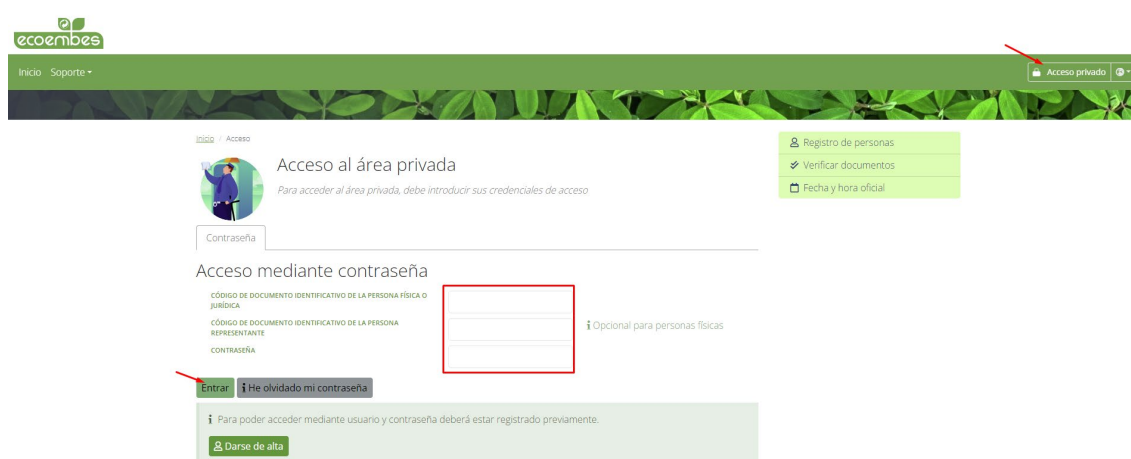 ecoembes
Inicio Soporte
Acceso privado
Inicio / Acceso
Acceso al área privada
Para acceder al área privada, debe introducir sus credenciales de acceso
Registro de personas
Verificar documentos
Fecha y hora oficial
Contraseña
Acceso mediante contraseña
CÓDIGO DE DOCUMENTO IDENTIFICATIVO DE LA PERSONA FÍSICA O
JURÍDICA
CÓDIGO DE DOCUMENTO IDENTIFICATIVO DE LA PERSONA
REPRESENTANTE
Opcional para personas físicas
CONTRASEÑA
Entrar
He olvidado mi contraseña
Para poder acceder mediante usuario y contraseña deberá estar registrado previamente.
Darse de alta